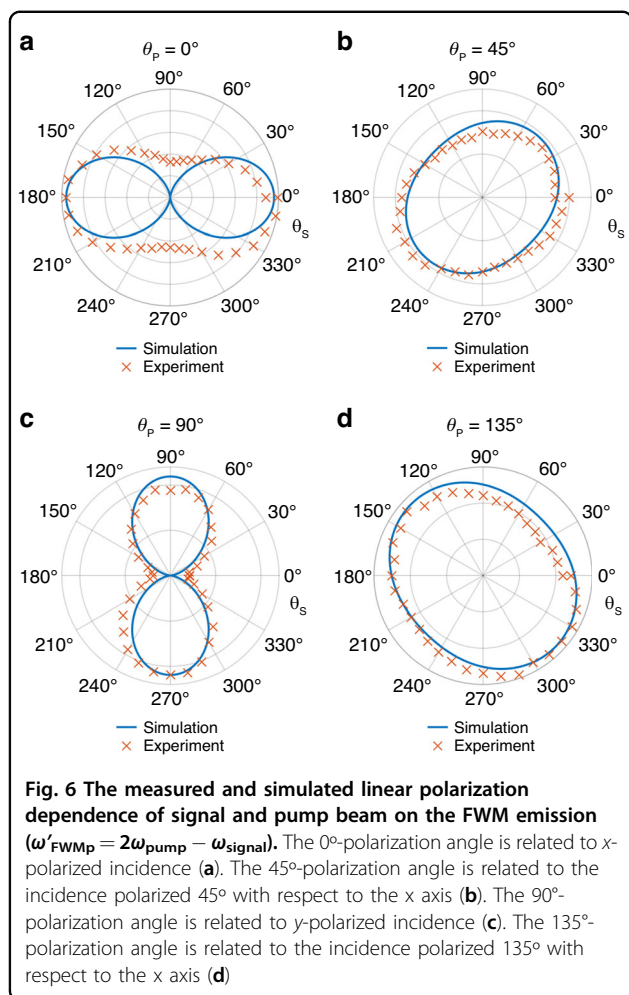 a
θP = 0°
90°
120° 60°
150° 30°
180° 0°
θS
210° 330°
240° 300°
270°
Simulation
Experiment
b
θP = 45°
90°
120° 60°
150° 30°
180° 0°
θS
210° 330°
240° 300°
270°
Simulation
Experiment
c
θP = 90°
90°
120° 60°
150° 30°
180° 0°
θS
210° 330°
240° 300°
270°
Simulation
Experiment
d
θP = 135°
90°
120° 60°
150° 30°
180° 0°
θS
210° 330°
240° 300°
270°
Simulation
Experiment
Fig. 6 The measured and simulated linear polarization
dependence of signal and pump beam on the FWM emission
(ω′FWMp = 2ωpump − ωsignal). The 0º-polarization angle is related to x-
polarized incidence (a). The 45º-polarization angle is related to the
incidence polarized 45º with respect to the x axis (b). The 90°-
polarization angle is related to y-polarized incidence (c). The 135°-
polarization angle is related to the incidence polarized 135º with
respect to the x axis (d)